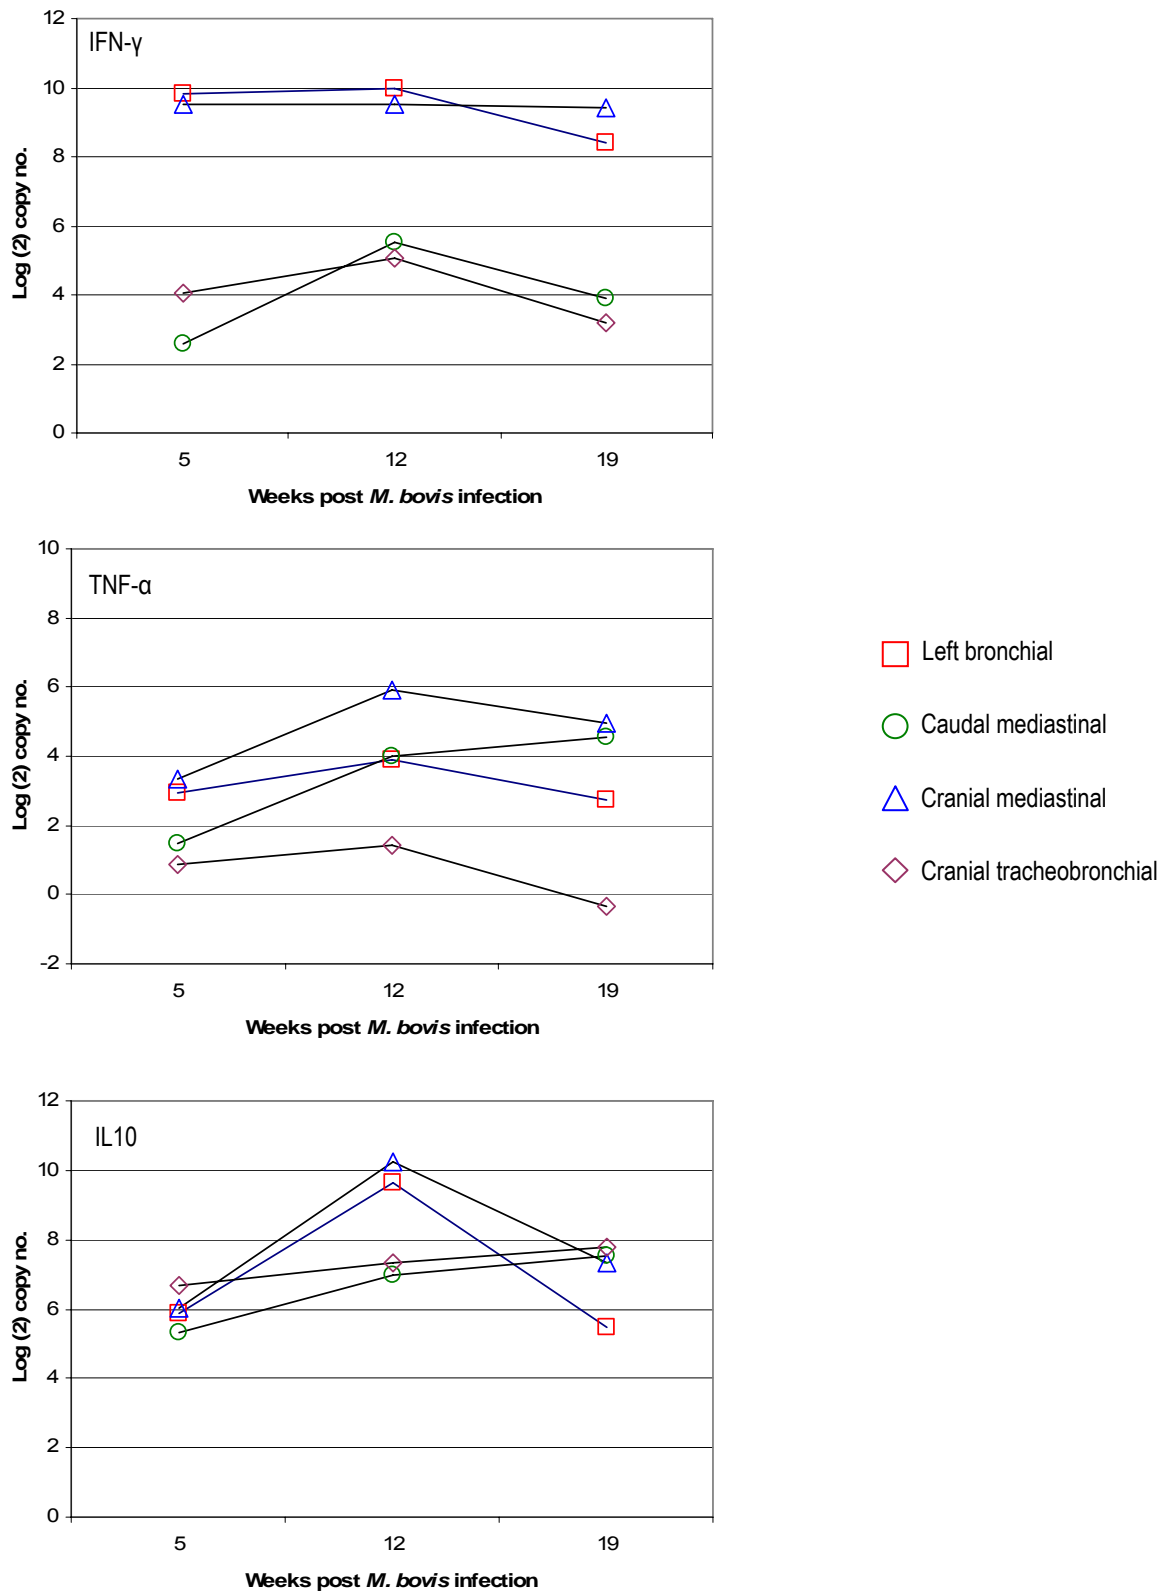 12
IFN-γ
10
8
6
4
2
0
Log (2) copy no.
5 12 19
Weeks post M. bovis infection
10
TNF-α
8
6
4
2
0
-2
Log (2) copy no.
5 12 19
Weeks post M. bovis infection
Left bronchial
Caudal mediastinal
Cranial mediastinal
Cranial tracheobronchial
12
IL10
10
8
6
4
2
0
Log (2) copy no.
5 12 19
Weeks post M. bovis infection